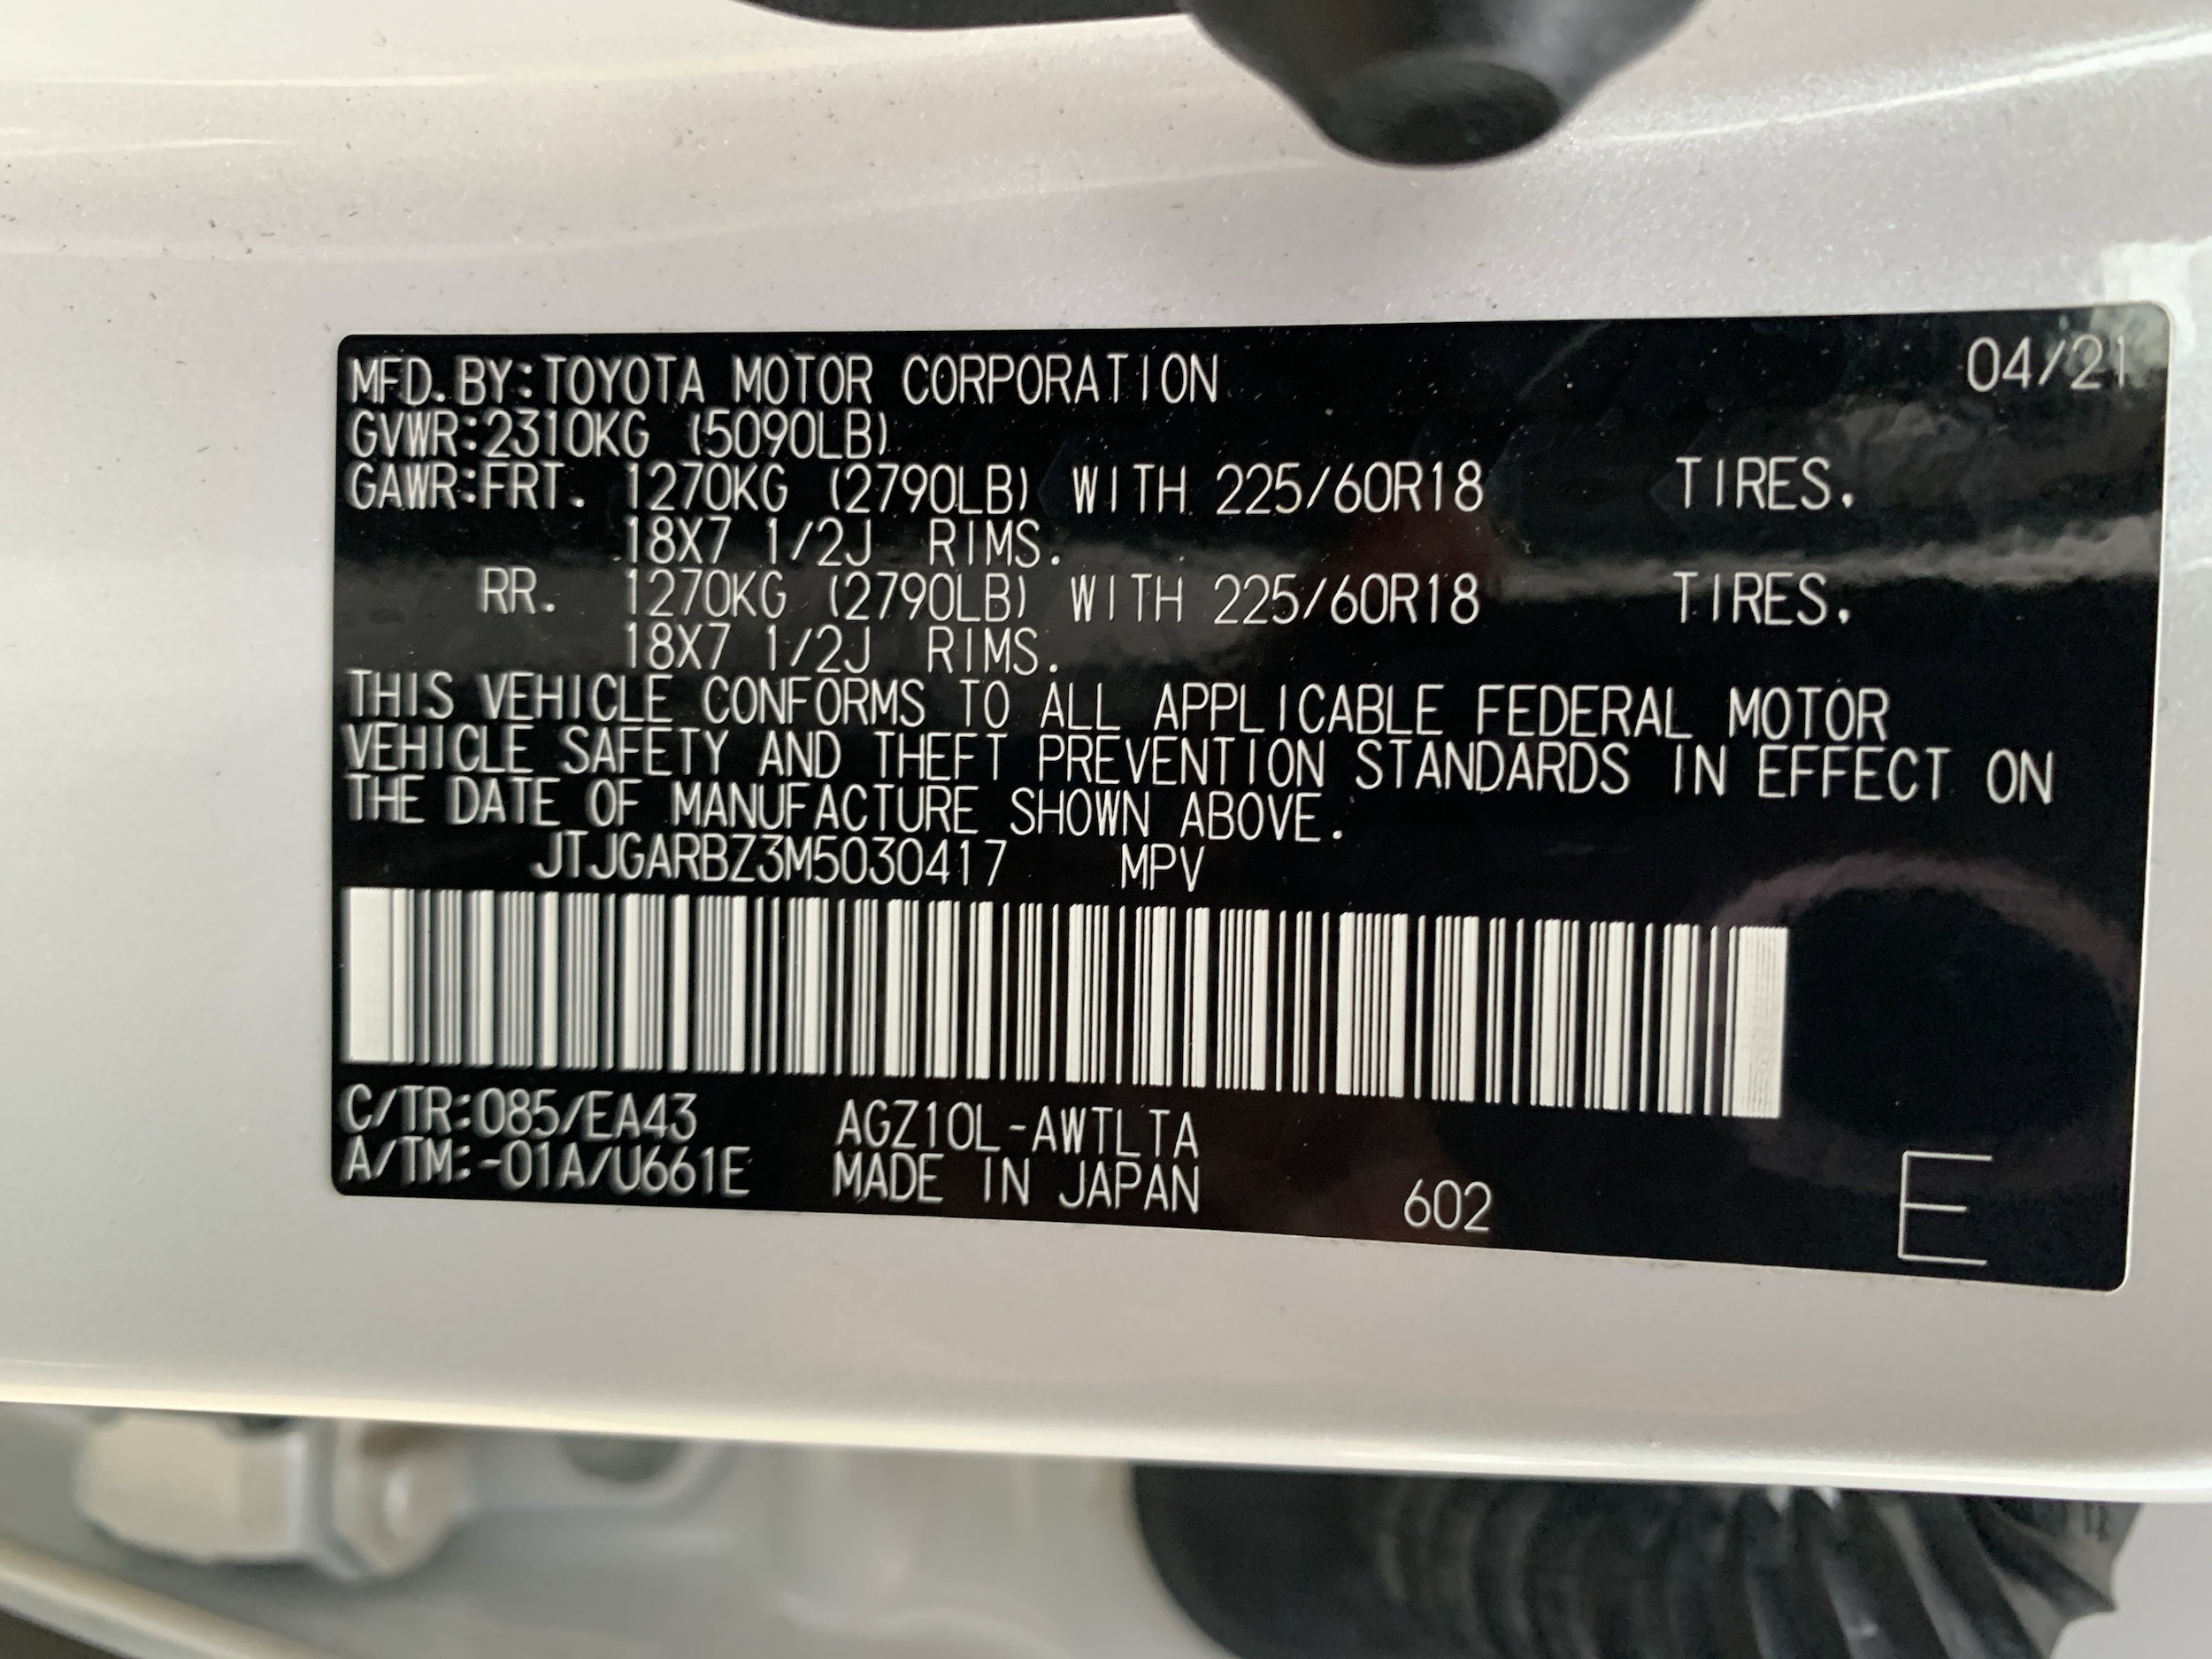 04/21
MFD.BY:TOYOTA MOTOR CORPORATION
GVWR:2310KG (5090LB)
GAWR:FRT. 1270KG (2790LB) WITH 225/60R18 TIRES,
18X7 1/2J RIMS.
RR. 1270KG (2790LB) WITH 225/60R18 TIRES,
18X7 1/2J RIMS.
THIS VEHICLE CONFORMS TO ALL APPLICABLE FEDERAL MOTOR
VEHICLE SAFETY AND THEFT PREVENTION STANDARDS IN EFFECT ON
THE DATE OF MANUFACTURE SHOWN ABOVE.
JTJGARBZ3M5030417 MPV
C/TR:085/EA43 AGZ10L-AWTLTA
A/TM:-01A/U661E MADE IN JAPAN 602 E